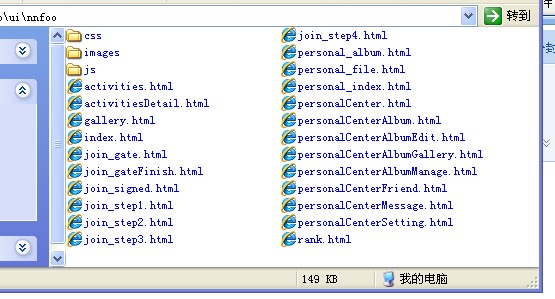 o\ui\nnfoo
转到
css
images
js
activities.html
activitiesDetail.html
gallery.html
index.html
join_gate.html
join_gateFinish.html
join_signed.html
join_step1.html
join_step2.html
join_step3.html
join_step4.html
personal_album.html
personal_file.html
personal_index.html
personalCenter.html
personalCenterAlbum.html
personalCenterAlbumEdit.html
personalCenterAlbumGallery.html
personalCenterAlbumManage.html
personalCenterFriend.html
personalCenterMessage.html
personalCenterSetting.html
rank.html
149 KB
我的电脑